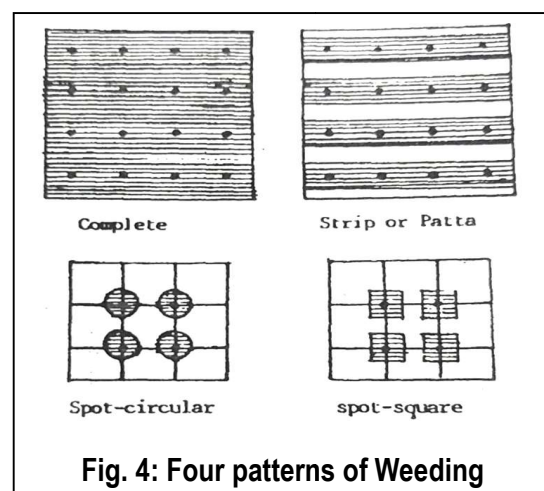 Complete
Strip or Patta
Spot-circular
spot-square
Fig. 4: Four patterns of Weeding